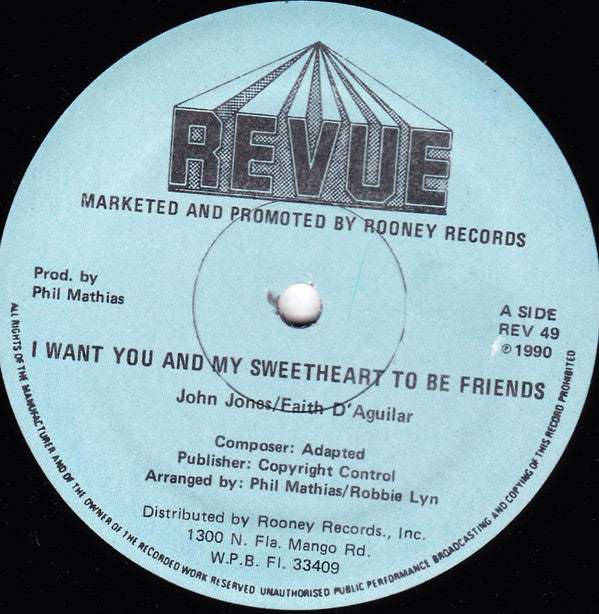 REVUE
MARKETED AND PROMOTED BY ROONEY RECORDS
Prod. by
Phil Mathias
A SIDE
REV 49
℗ 1990
I WANT YOU AND MY SWEETHEART TO BE FRIENDS
John Jones/Faith D'Aguilar
Composer: Adapted
Publisher: Copyright Control
Arranged by: Phil Mathias/Robbie Lyn
Distributed by Rooney Records., Inc.
1300 N. Fla. Mango Rd.
W.P.B. Fl. 33409
ALL RIGHTS OF THE MANUFACTURER AND OF THE OWNER OF THE RECORDED WORK RESERVED UNAUTHORISED PUBLIC PERFORMANCE BROADCASTING AND COPYING OF THIS RECORD PROHIBITED